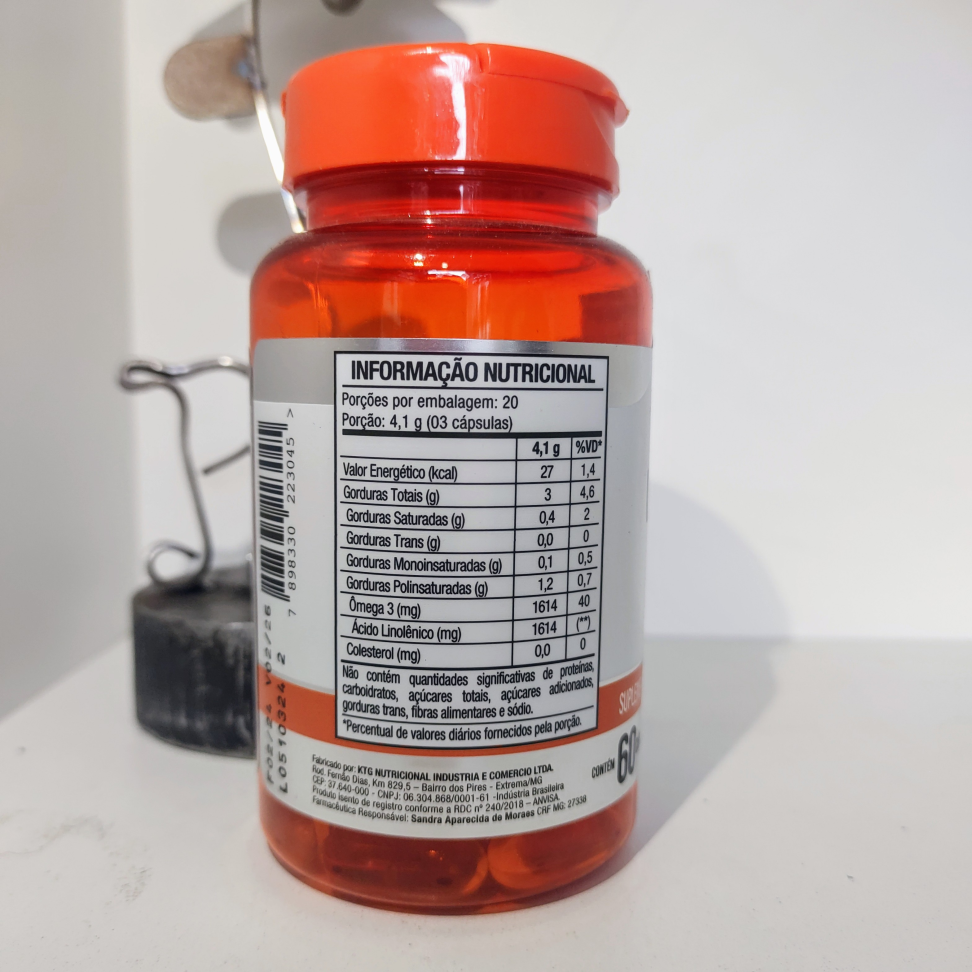 INFORMAÇÃO NUTRICIONAL
Porções por embalagem: 20
Porção: 4,1 g (03 cápsulas)
4,1 g %VD*
Valor Energético (kcal) 27 1,4
Gorduras Totais (g) 3 4,6
Gorduras Saturadas (g) 0,4 2
Gorduras Trans (g) 0,0 0
Gorduras Monoinsaturadas (g) 0,1 0,5
Gorduras Polinsaturadas (g) 1,2 0,7
Ômega 3 (mg) 1614 40
Ácido Linolênico (mg) 1614 (**)
Colesterol (mg) 0,0 0
Não contém quantidades significativas de proteínas,
carboidratos, açúcares totais, açúcares adicionados,
gorduras trans, fibras alimentares e sódio.
*Percentual de valores diários fornecidos pela porção.
Fabricado por: KTG NUTRICIONAL INDUSTRIA E COMERCIO LTDA.
Rod. Fernão Dias, Km 829,5 – Bairro dos Pires - Extrema/MG
CEP: 37.640-000 - CNPJ: 06.304.868/0001-61 -Indústria Brasileira
Produto isento de registro conforme a RDC nº 240/2018 – ANVISA.
Farmacêutica Responsável: Sandra Aparecida de Moraes CRF MG: 27338
7 898330 223045 >
F02/24 V02/26
L0510324 2
CONTÉM 60